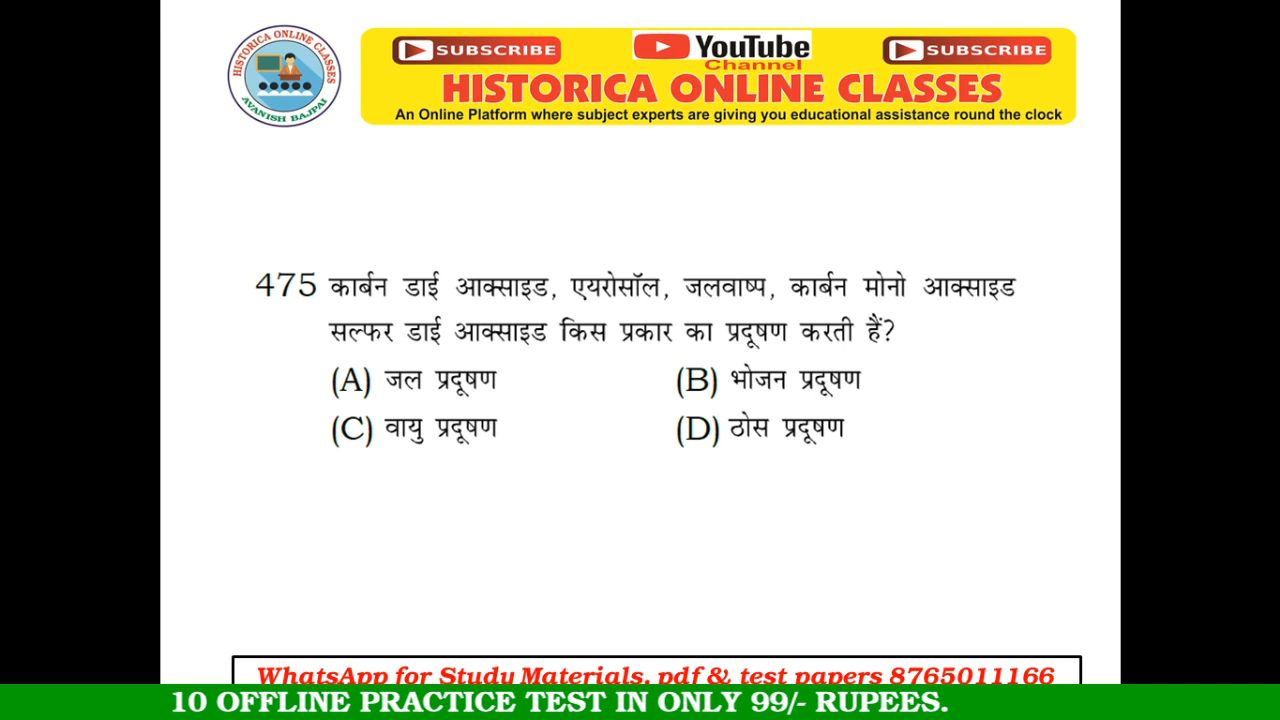 HISTORICA ONLINE CLASSES
AVANISH BAJPAI
SUBSCRIBE
YouTube
SUBSCRIBE
Channel
HISTORICA ONLINE CLASSES
An Online Platform where subject experts are giving you educational assistance round the clock
475 कार्बन डाई आक्साइड, एयरोसॉल, जलवाष्प, कार्बन मोनो आक्साइड
सल्फर डाई आक्साइड किस प्रकार का प्रदूषण करती हैं?
(A) जल प्रदूषण (B) भोजन प्रदूषण
(C) वायु प्रदूषण (D) ठोस प्रदूषण
WhatsApp for Study Materials, pdf & test papers 8765011166
10 OFFLINE PRACTICE TEST IN ONLY 99/- RUPEES.